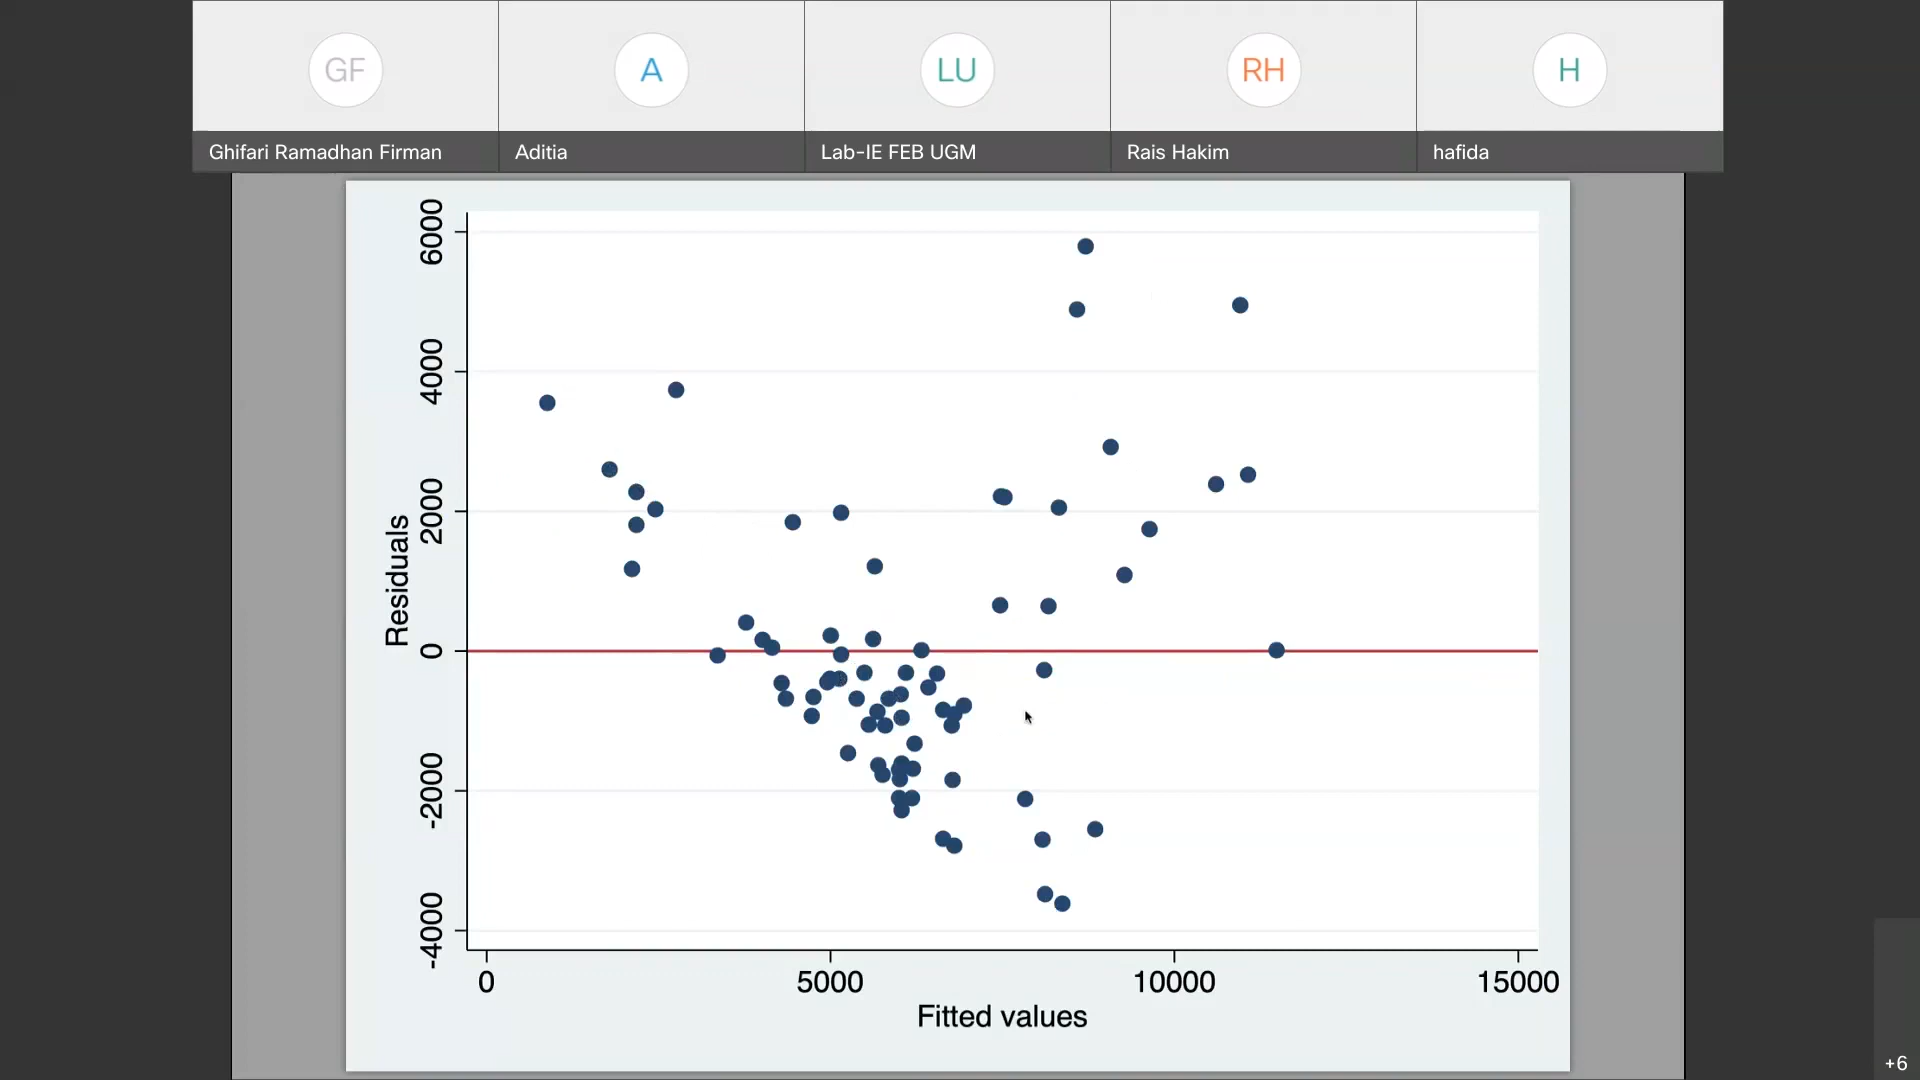 GF
A
LU
RH
H
Ghifari Ramadhan Firman
Aditia
Lab-IE FEB UGM
Rais Hakim
hafida
6000
4000
2000
0
-2000
-4000
Residuals
0
5000
10000
15000
Fitted values
+6